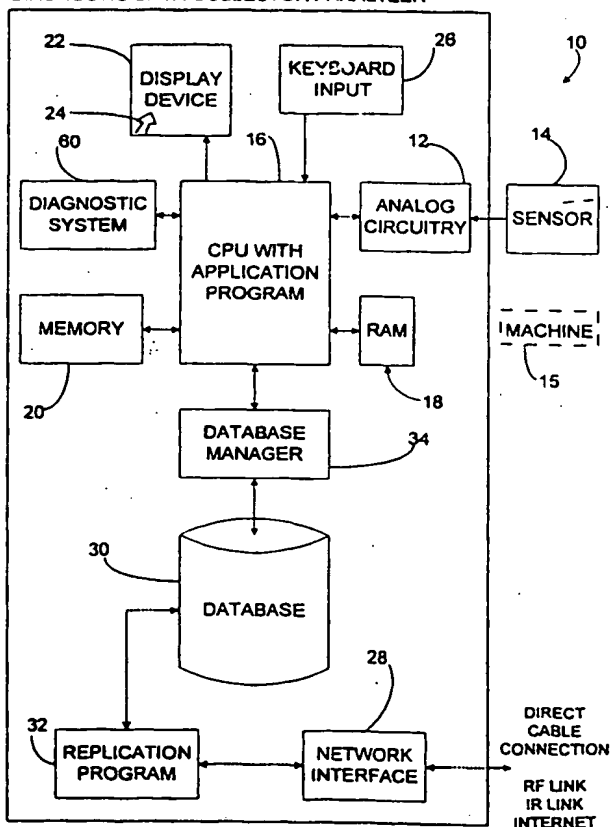 22
DISPLAY
DEVICE
24
KEYBOARD
INPUT
26
10
60
16
12
14
DIAGNOSTIC
SYSTEM
CPU WITH
APPLICATION
PROGRAM
ANALOG
CIRCUITRY
SENSOR
MEMORY
20
RAM
18
MACHINE
15
DATABASE
MANAGER
34
30
DATABASE
28
32
REPLICATION
PROGRAM
NETWORK
INTERFACE
DIRECT
CABLE
CONNECTION
RF LINK
IR LINK
INTERNET